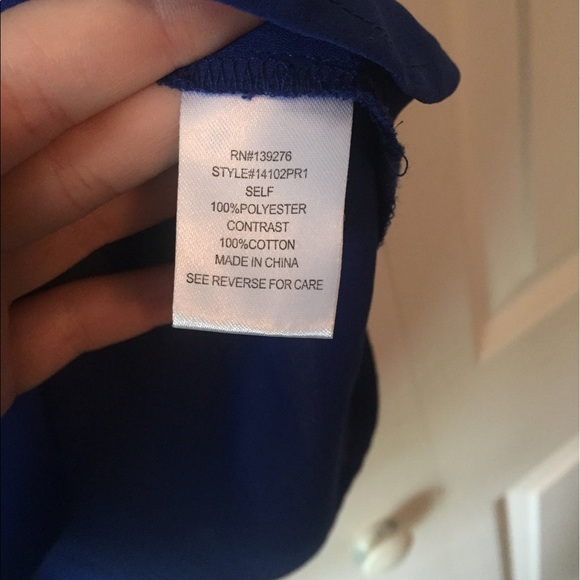 RN#139276
STYLE#14102PR1
SELF
100%POLYESTER
CONTRAST
100%COTTON
MADE IN CHINA
SEE REVERSE FOR CARE